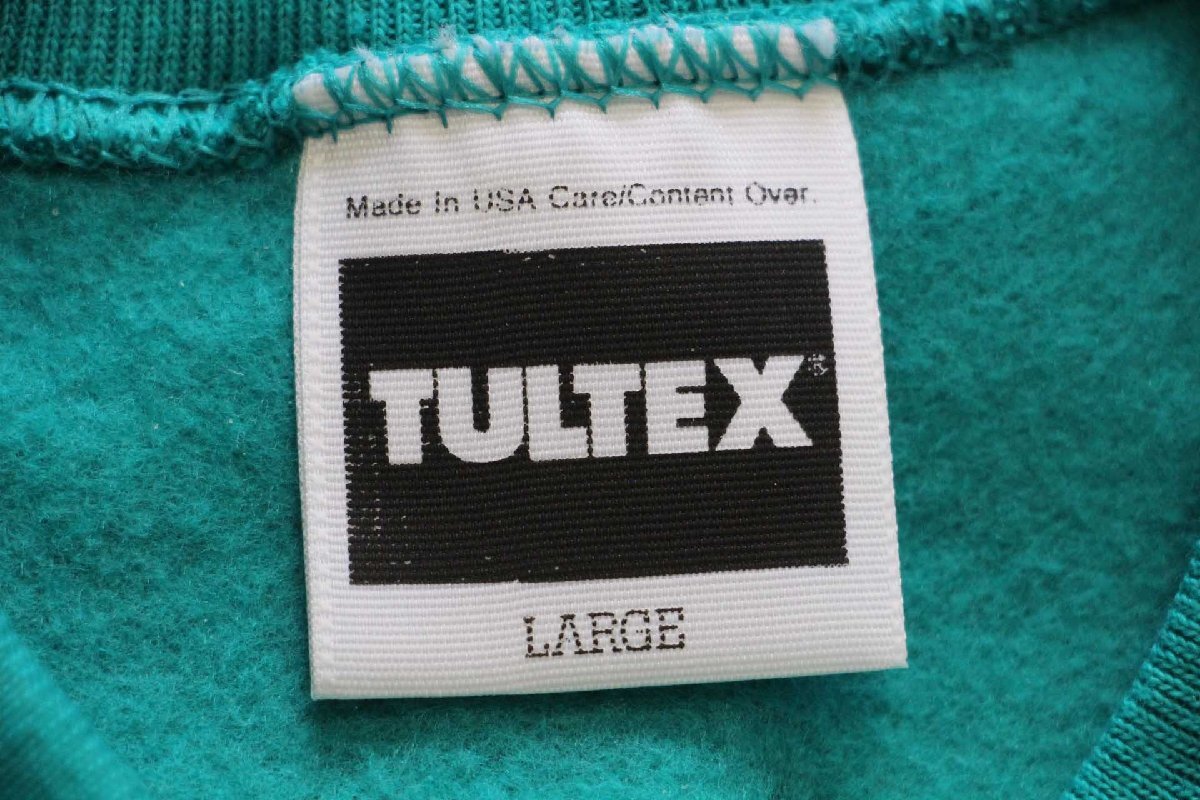 Made In USA Care/Content Over.
TULTEX®
LARGE